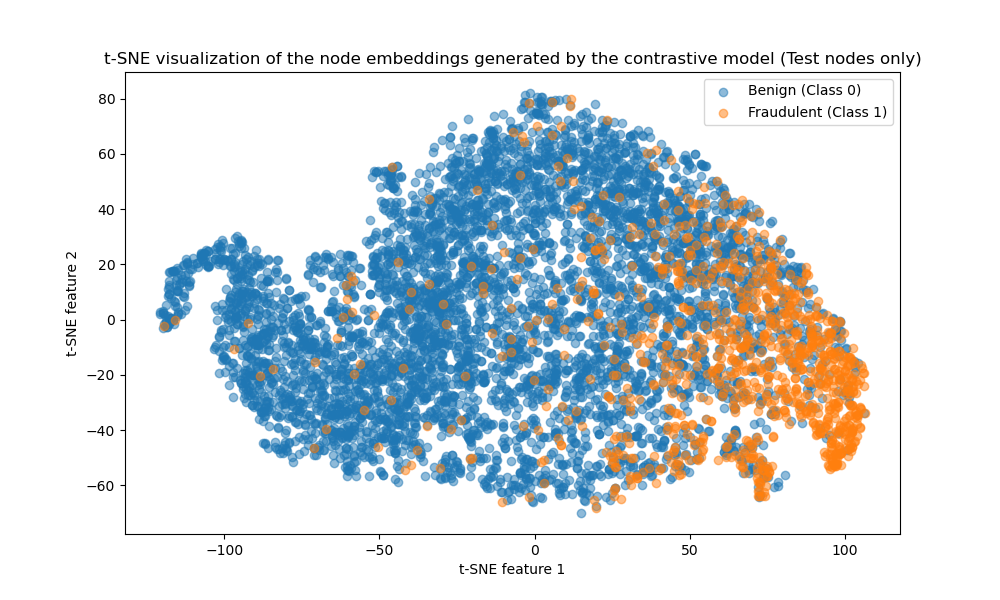 t-SNE visualization of the node embeddings generated by the contrastive model (Test nodes only)
Benign (Class 0)
Fraudulent (Class 1)
80
60
40
20
0
−20
−40
−60
t-SNE feature 2
−100
−50
0
50
100
t-SNE feature 1